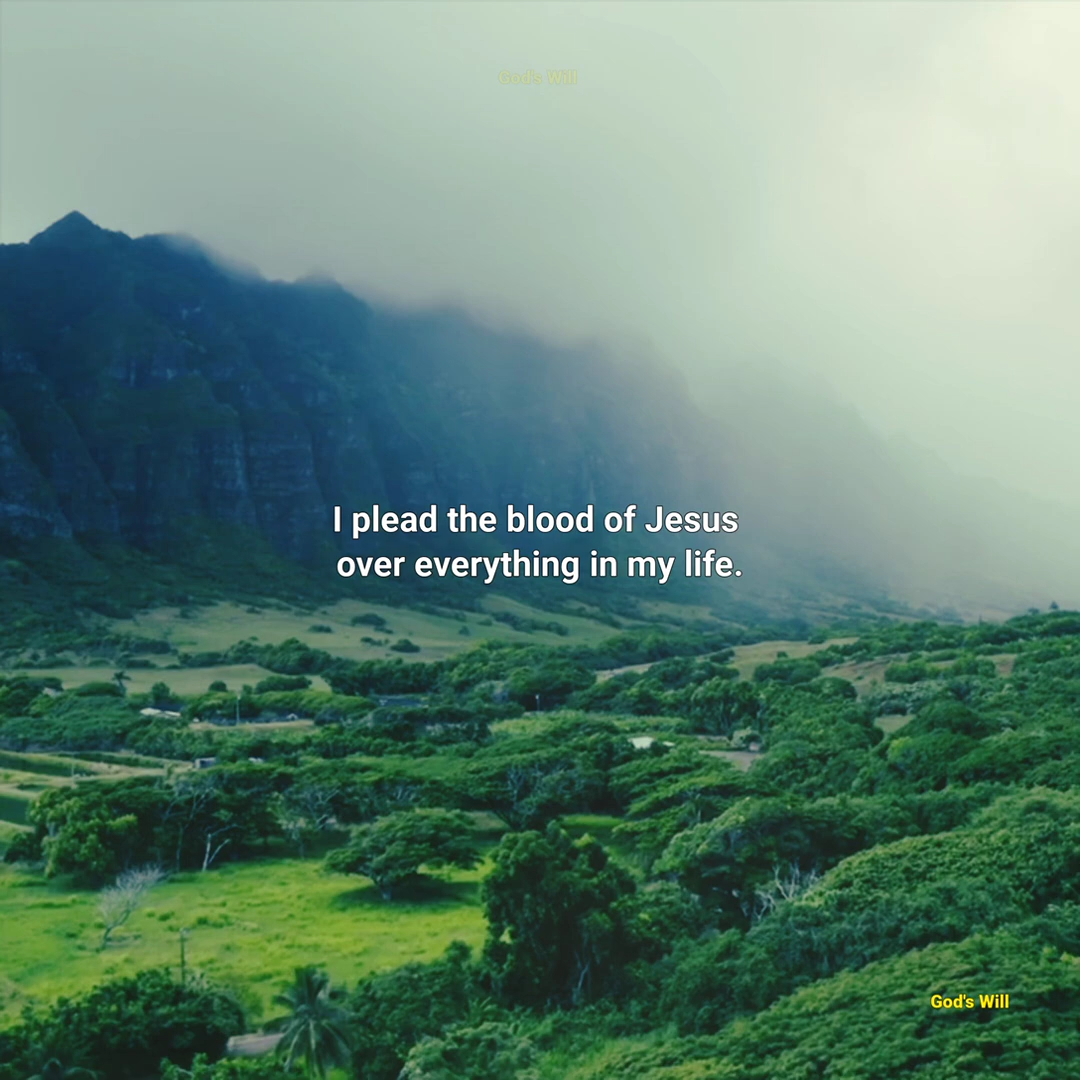 God's Will
I plead the blood of Jesus
over everything in my life.
God's Will